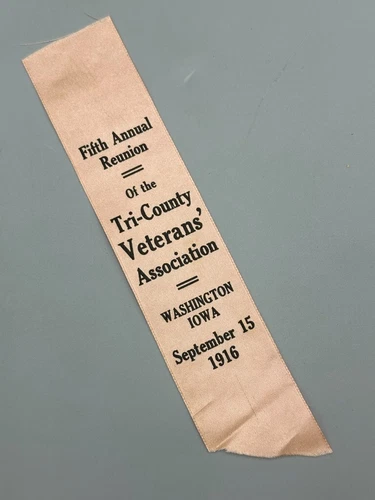 Fifth Annual
Reunion
Of the
Tri-County
Veterans'
Association
WASHINGTON
IOWA
September 15
1916